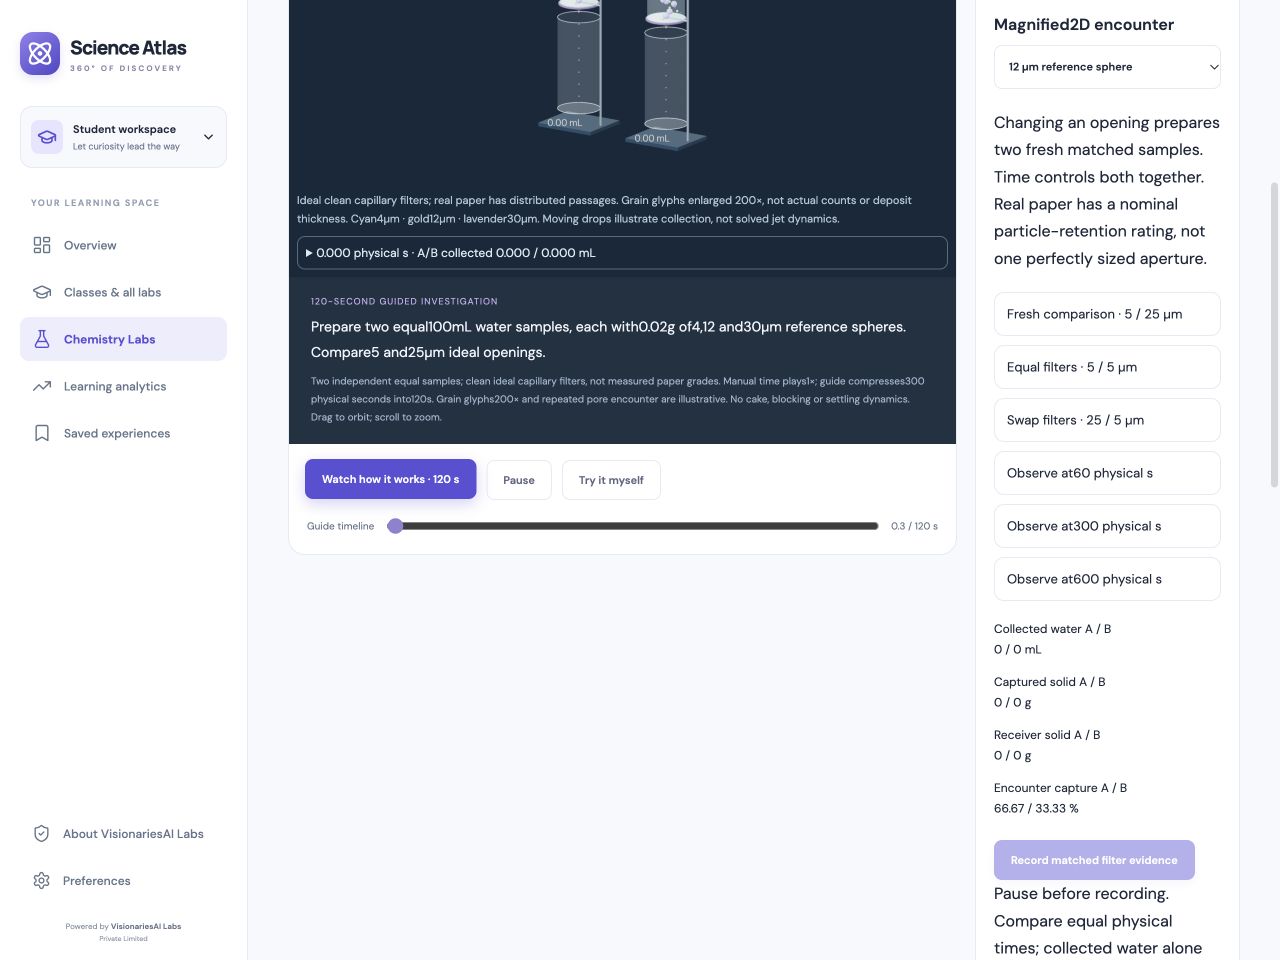 Science Atlas
360° OF DISCOVERY
Student workspace
Let curiosity lead the way
YOUR LEARNING SPACE
Overview
Classes & all labs
Chemistry Labs
Learning analytics
Saved experiences
About VisionariesAI Labs
Preferences
Powered by VisionariesAI Labs
Private Limited
0.00 mL
0.00 mL
Ideal clean capillary filters; real paper has distributed passages. Grain glyphs enlarged 200×, not actual counts or deposit
thickness. Cyan4µm · gold12µm · lavender30µm. Moving drops illustrate collection, not solved jet dynamics.
0.000 physical s · A/B collected 0.000 / 0.000 mL
120-SECOND GUIDED INVESTIGATION
Prepare two equal100mL water samples, each with0.02g of4,12 and30µm reference spheres.
Compare5 and25µm ideal openings.
Two independent equal samples; clean ideal capillary filters, not measured paper grades. Manual time plays1×; guide compresses300
physical seconds into120s. Grain glyphs200× and repeated pore encounter are illustrative. No cake, blocking or settling dynamics.
Drag to orbit; scroll to zoom.
Watch how it works · 120 s
Pause
Try it myself
Guide timeline
0.3 / 120 s
Magnified2D encounter
12 µm reference sphere
Changing an opening prepares
two fresh matched samples.
Time controls both together.
Real paper has a nominal
particle-retention rating, not
one perfectly sized aperture.
Fresh comparison · 5 / 25 µm
Equal filters · 5 / 5 µm
Swap filters · 25 / 5 µm
Observe at60 physical s
Observe at300 physical s
Observe at600 physical s
Collected water A / B
0 / 0 mL
Captured solid A / B
0 / 0 g
Receiver solid A / B
0 / 0 g
Encounter capture A / B
66.67 / 33.33 %
Record matched filter evidence
Pause before recording.
Compare equal physical
times; collected water alone